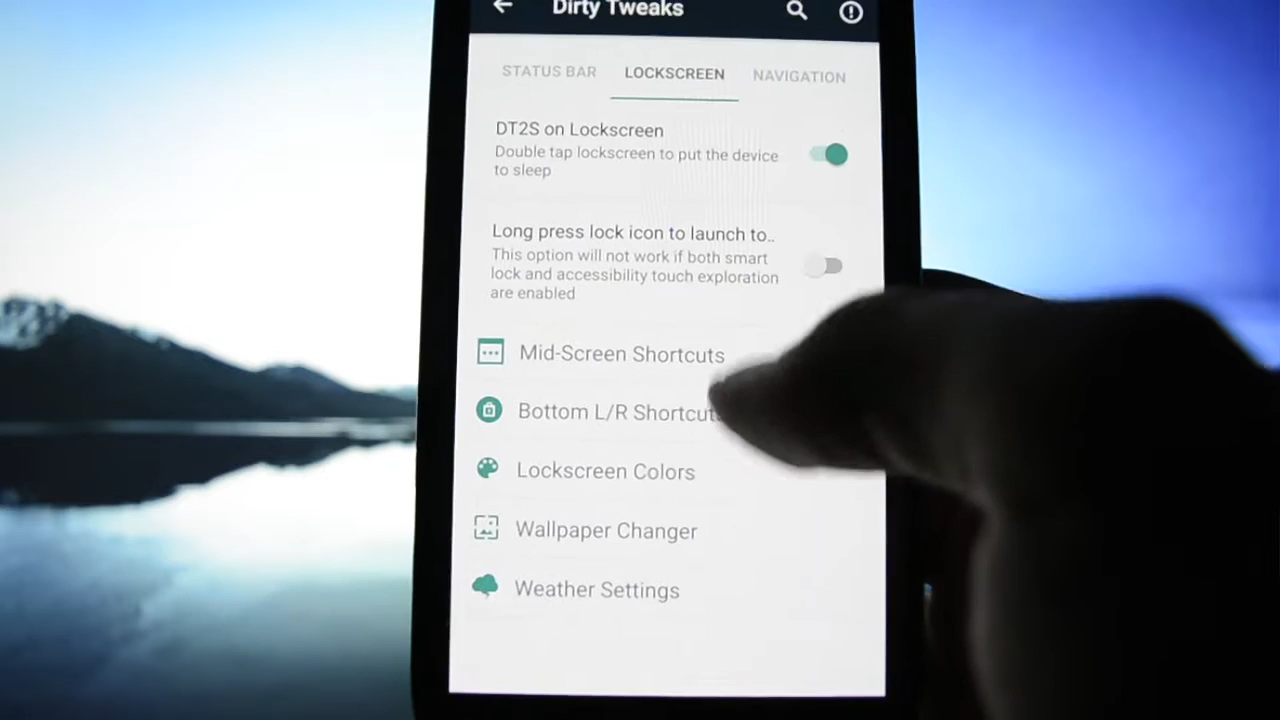 Dirty Tweaks
STATUS BAR LOCKSCREEN NAVIGATION
DT2S on Lockscreen
Double tap lockscreen to put the device
to sleep
Long press lock icon to launch to..
This option will not work if both smart
lock and accessibility touch exploration
are enabled
Mid-Screen Shortcuts
Bottom L/R Shortcut
Lockscreen Colors
Wallpaper Changer
Weather Settings